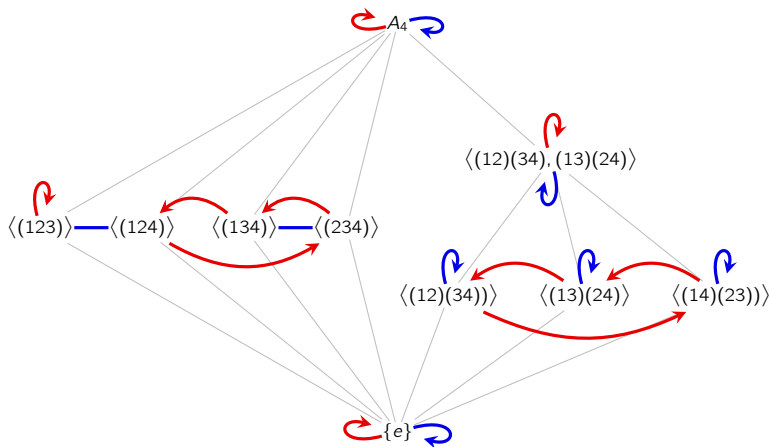 A₄
⟨(12)(34), (13)(24)⟩
⟨(123)⟩ ⟨(124)⟩ ⟨(134)⟩ ⟨(234)⟩
⟨(12)(34))⟩ ⟨(13)(24)⟩ ⟨(14)(23))⟩
{e}